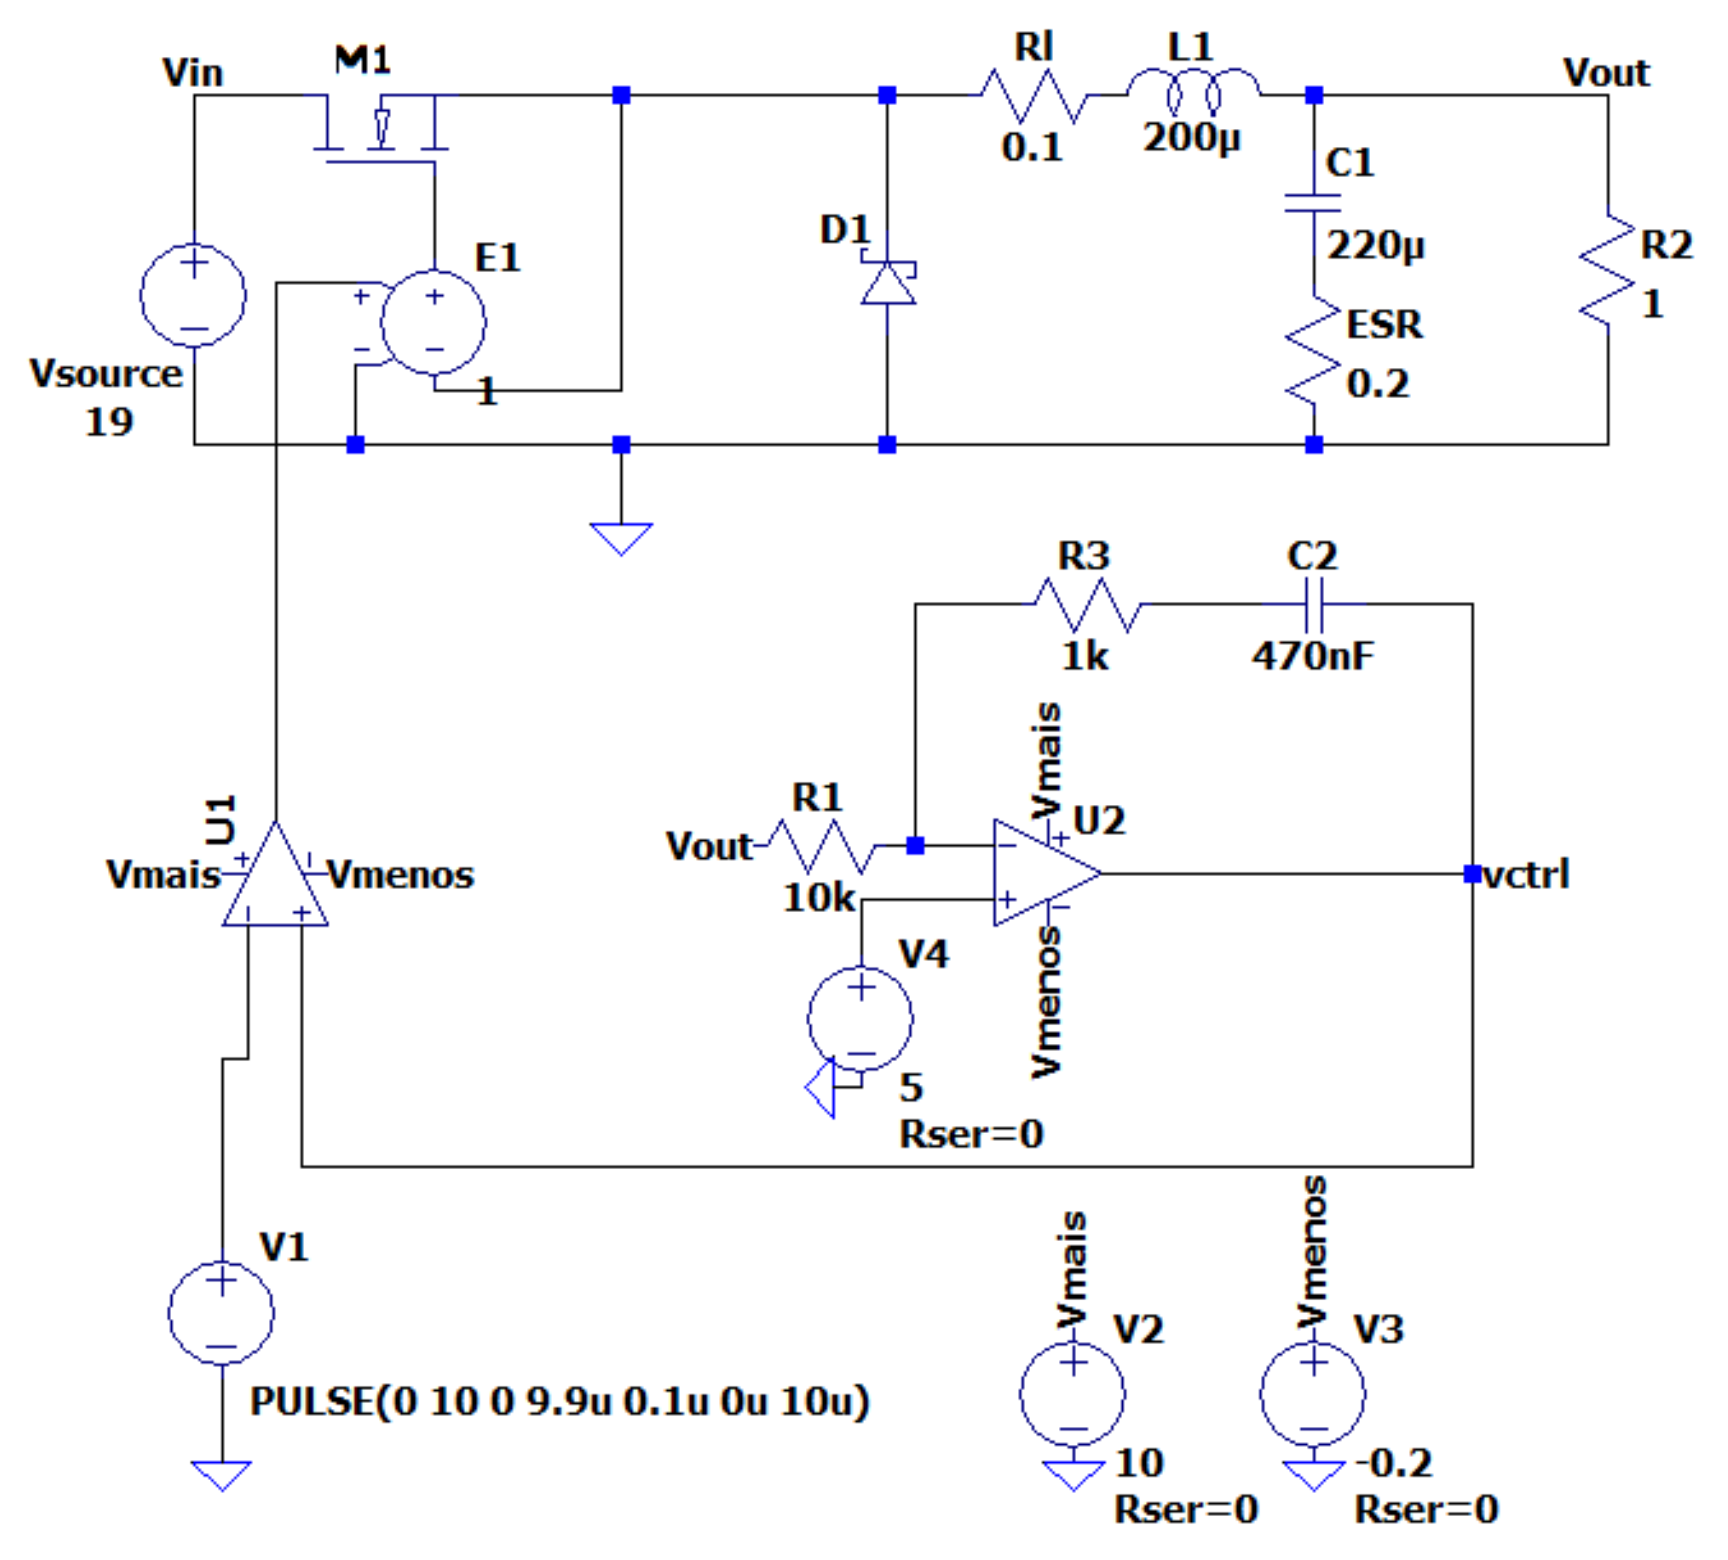 Vin
M1
Rl
0.1
L1
200µ
Vout
C1
220µ
ESR
0.2
R2
1
D1
E1
1
Vsource
19
R3
1k
C2
470nF
Vmais
U2
R1
Vout
10k
vctrl
Vmenos
V4
5
Rser=0
U1
Vmais
Vmenos
V1
PULSE(0 10 0 9.9u 0.1u 0u 10u)
Vmais
V2
10
Rser=0
Vmenos
V3
-0.2
Rser=0